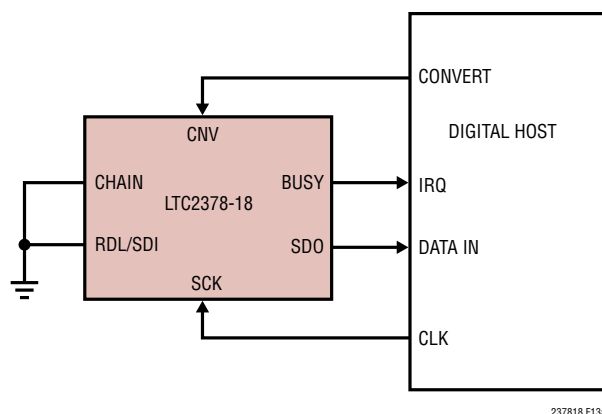 CONVERT
CNV
DIGITAL HOST
CHAIN
BUSY
IRQ
LTC2378-18
RDL/SDI
SDO
DATA IN
SCK
CLK